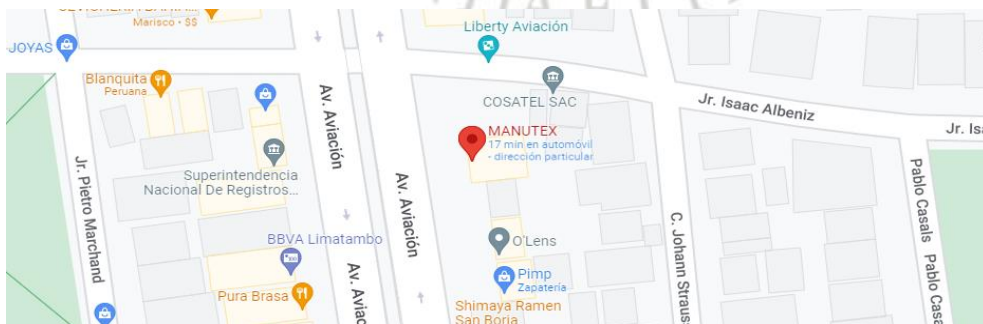 Marisco • $$
JOYAS
Liberty Aviación
Blanquita
Peruana
COSATEL SAC
Av. Aviación
Jr. Isaac Albeniz
MANUTEX
17 min en automóvil
- dirección particular
Jr. Is
Superintendencia
Nacional De Registros...
Jr. Pietro Marchand
Av. Aviación
Pablo Casals
C. Johann Strauss
BBVA Limatambo
O'Lens
Pablo Casa
Av. Aviac
Pura Brasa
Pimp
Zapatería
Shimaya Ramen
San Borja